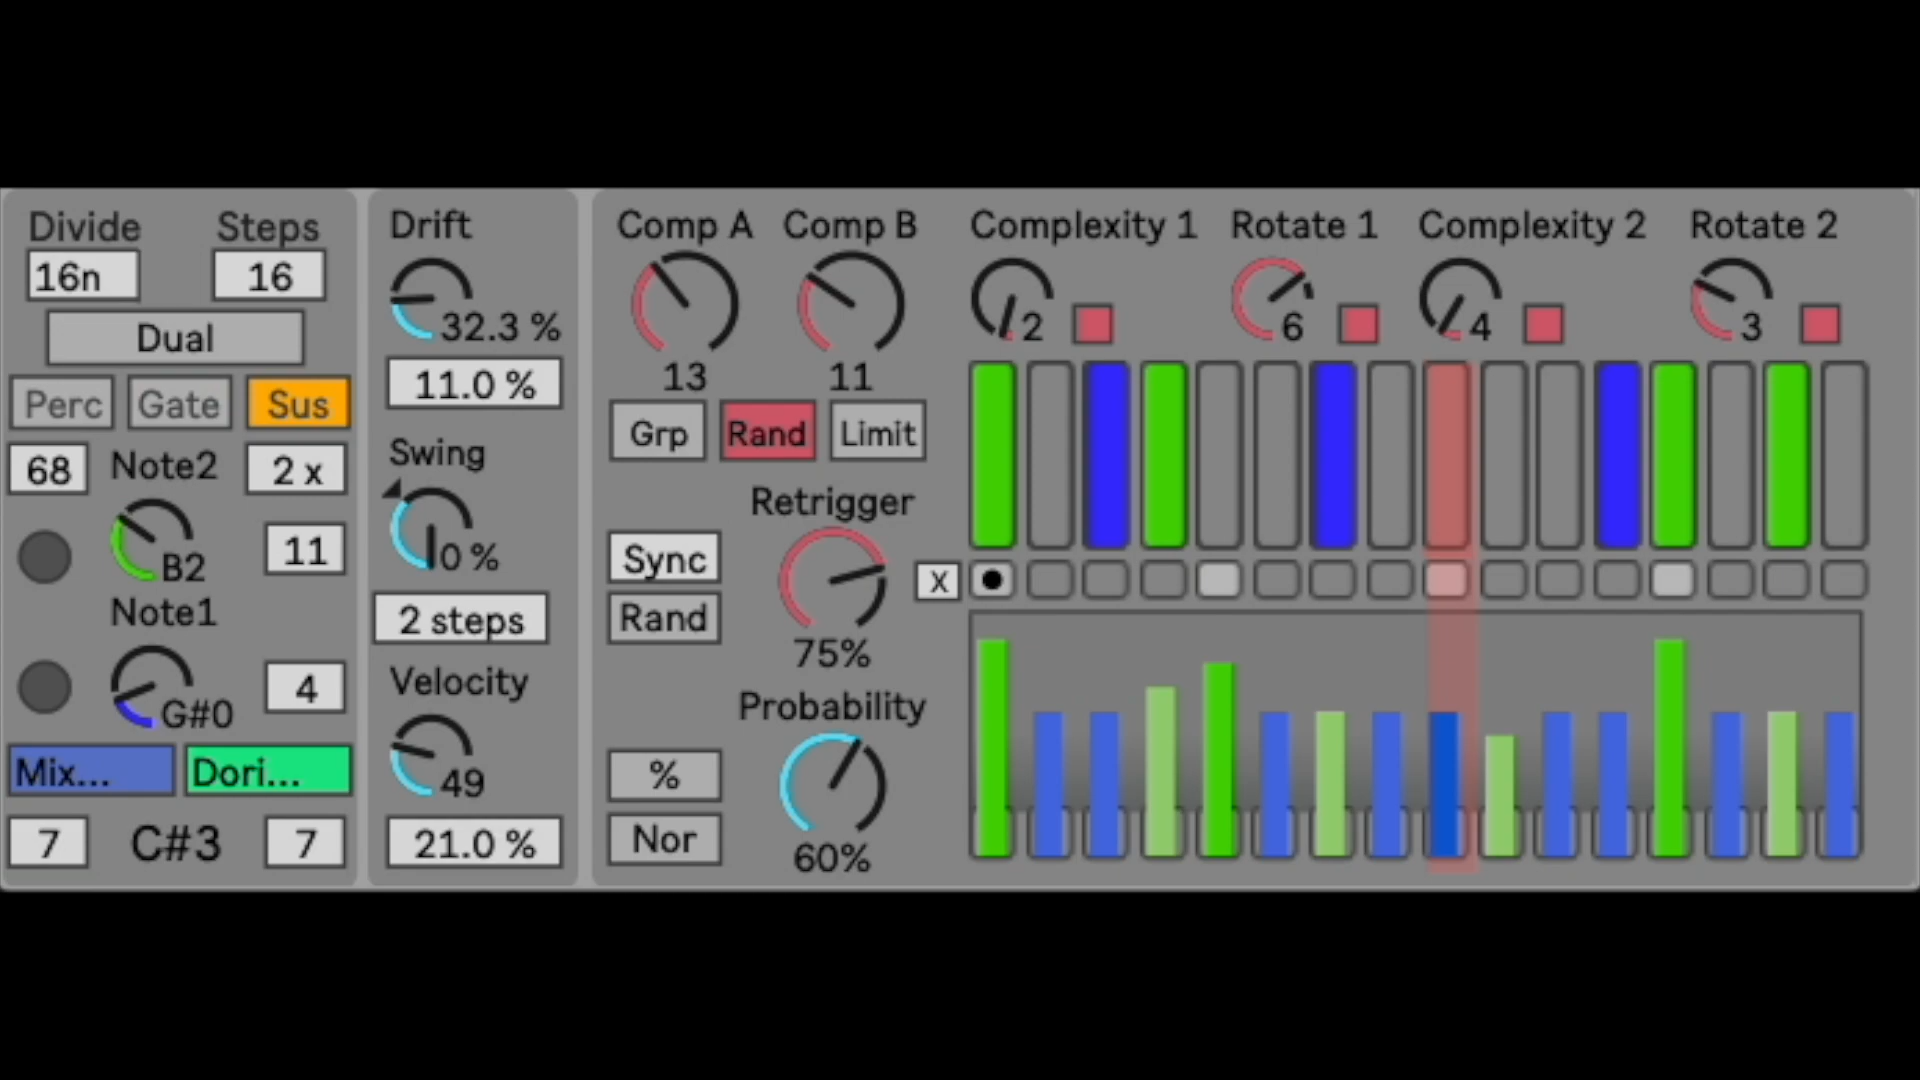 Divide Steps
16n 16
Dual
Perc Gate Sus
68 Note2 2 x
B2 11
Note1
G#0 4
Mix... Dori...
7 C#3 7
Drift
32.3 %
11.0 %
Swing
0 %
2 steps
Velocity
49
21.0 %
Comp A Comp B
13 11
Grp Rand Limit
Retrigger
Sync
Rand
75%
X
Probability
%
Nor
60%
Complexity 1 Rotate 1 Complexity 2 Rotate 2
2 6 4 3